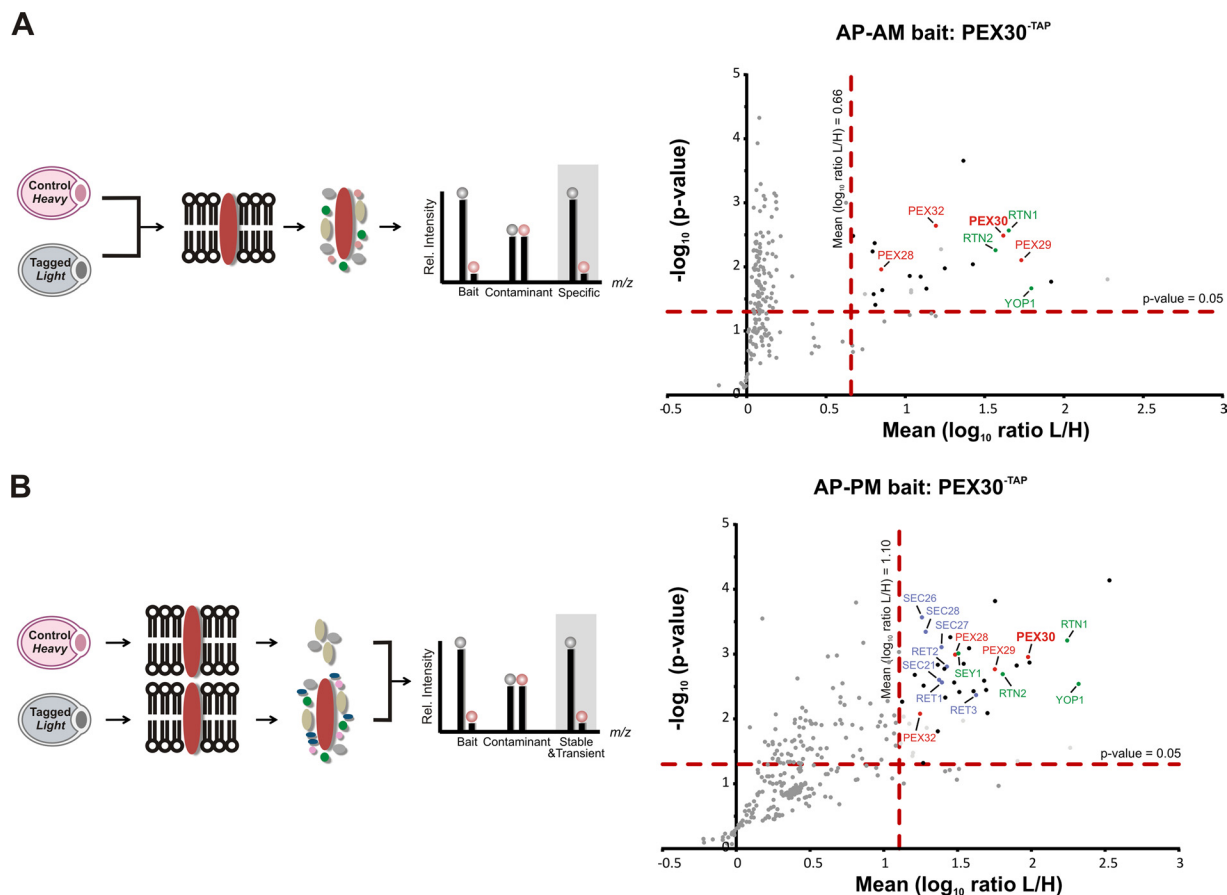 A
Control
Heavy
Tagged
Light
Rel. Intensity
Bait
Contaminant
Specific
m/z
AP-AM bait: PEX30-TAP
-log10 (p-value)
5
4
3
2
1
0
Mean (log10 ratio L/H) = 0.66
PEX32
PEX30
RTN1
RTN2
PEX29
PEX28
YOP1
p-value = 0.05
-0.5
0
0.5
1
1.5
2
2.5
3
Mean (log10 ratio L/H)
B
Control
Heavy
Tagged
Light
Rel. Intensity
Bait
Contaminant
Stable
&Transient
m/z
AP-PM bait: PEX30-TAP
-log10 (p-value)
5
4
3
2
1
0
Mean (log10 ratio L/H) = 1.10
SEC26
SEC28
SEC27
RET2
PEX28
PEX30
RTN1
SEC21
SEY1
PEX29
RET1
RET3
RTN2
YOP1
PEX32
p-value = 0.05
-0.5
0
0.5
1
1.5
2
2.5
3
Mean (log10 ratio L/H)